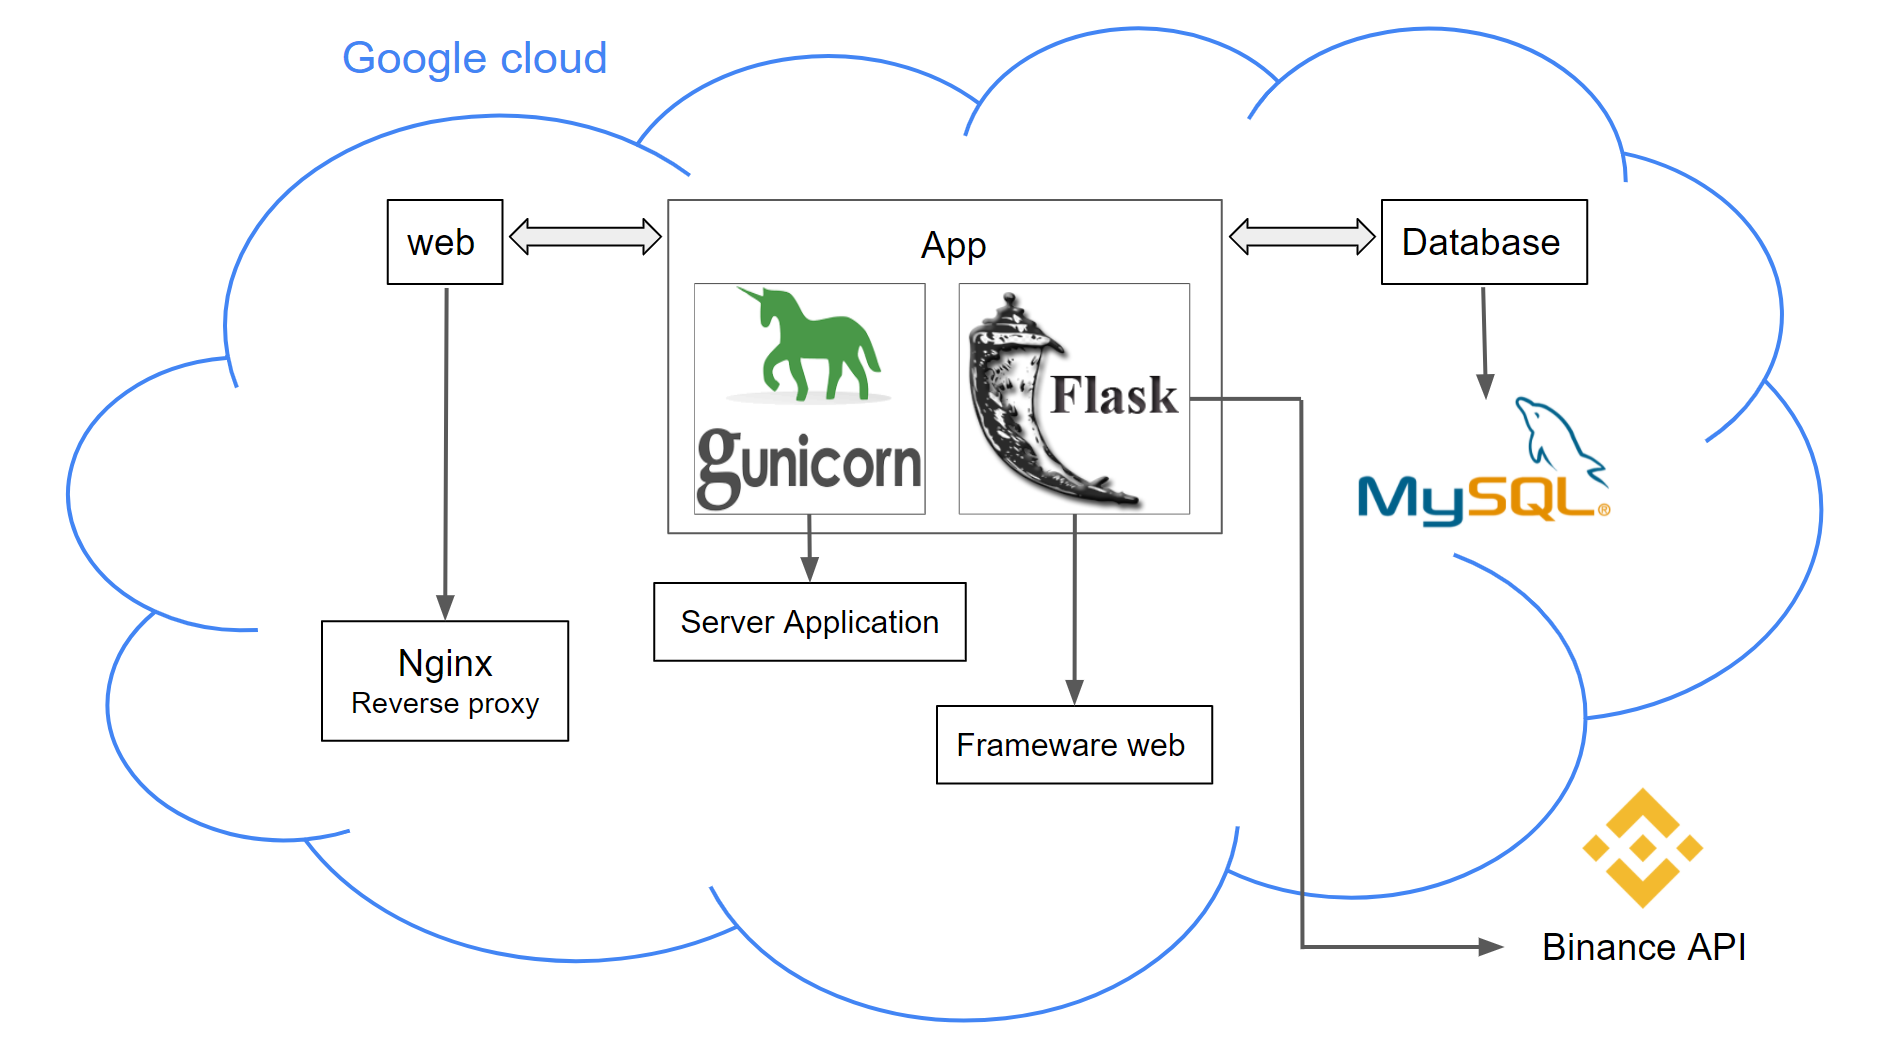 Google cloud
web
App
Database
gunicorn
Flask
MySQL®
Server Application
Nginx
Reverse proxy
Frameware web
Binance API